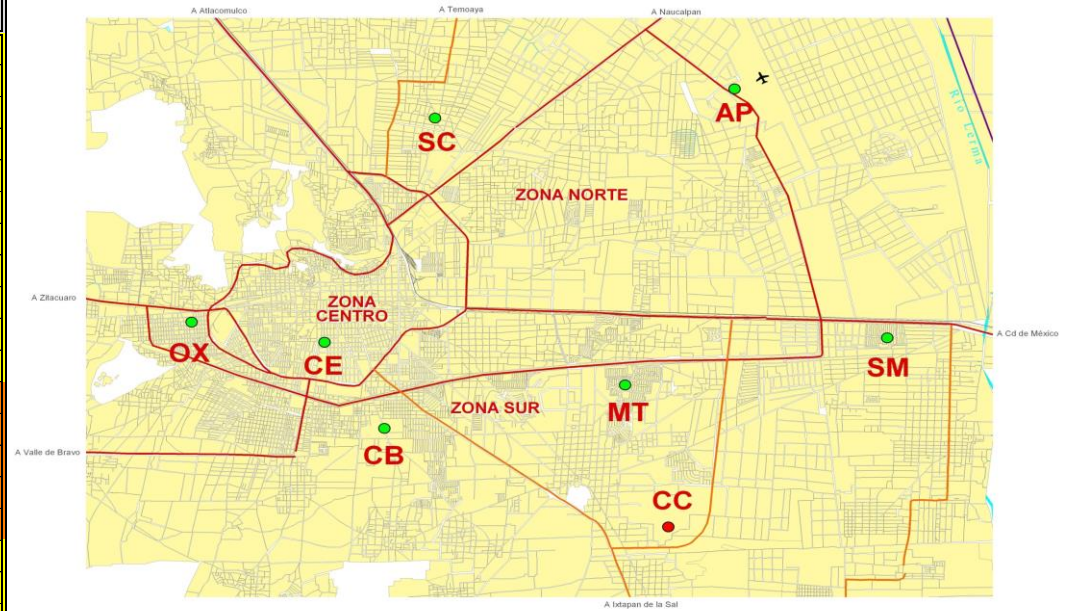 A Atlacomulco
A Temoaya
A Naucalpan
Río Lerma
AP
SC
ZONA NORTE
A Zitacuaro
ZONA
CENTRO
A Cd de México
OX
CE
SM
ZONA SUR
MT
CB
A Valle de Bravo
CC
A Ixtapan de la Sal